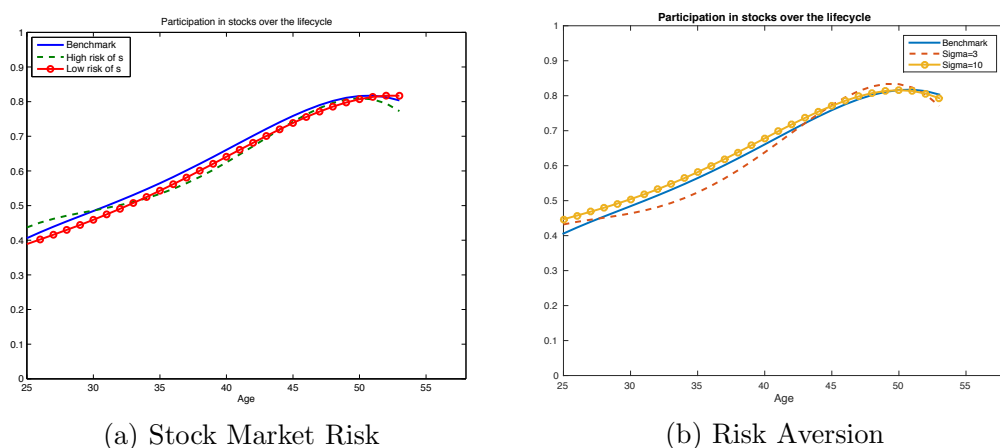 Participation in stocks over the lifecycle
1
0.9
0.8
0.7
0.6
0.5
0.4
0.3
0.2
0.1
0
Benchmark
High risk of s
Low risk of s
25 30 35 40 45 50 55
Age
(a) Stock Market Risk
Participation in stocks over the lifecycle
1
0.9
0.8
0.7
0.6
0.5
0.4
0.3
0.2
0.1
0
Benchmark
Sigma=3
Sigma=10
25 30 35 40 45 50 55
Age
(b) Risk Aversion